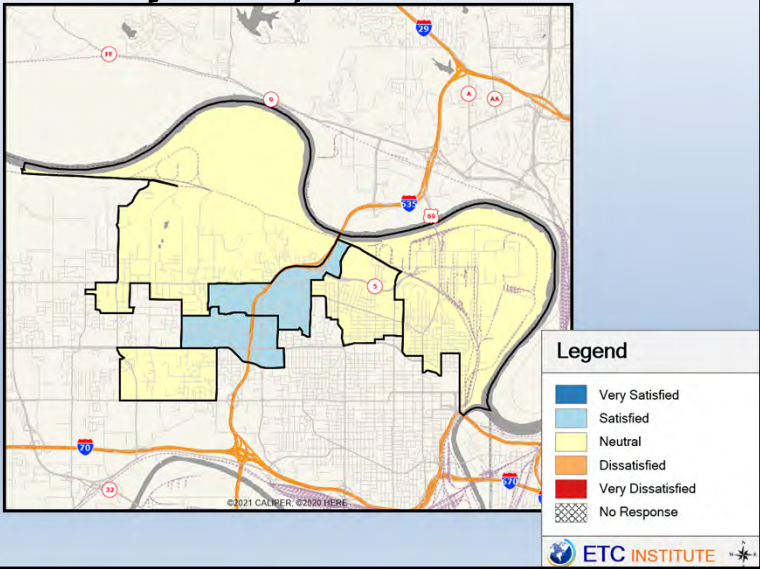 29
FF
9
A
AA
635
69
5
Legend
Very Satisfied
Satisfied
Neutral
Dissatisfied
Very Dissatisfied
No Response
70
670
32
©2021 CALIPER; ©2020 HERE
N
W
ETC INSTITUTE